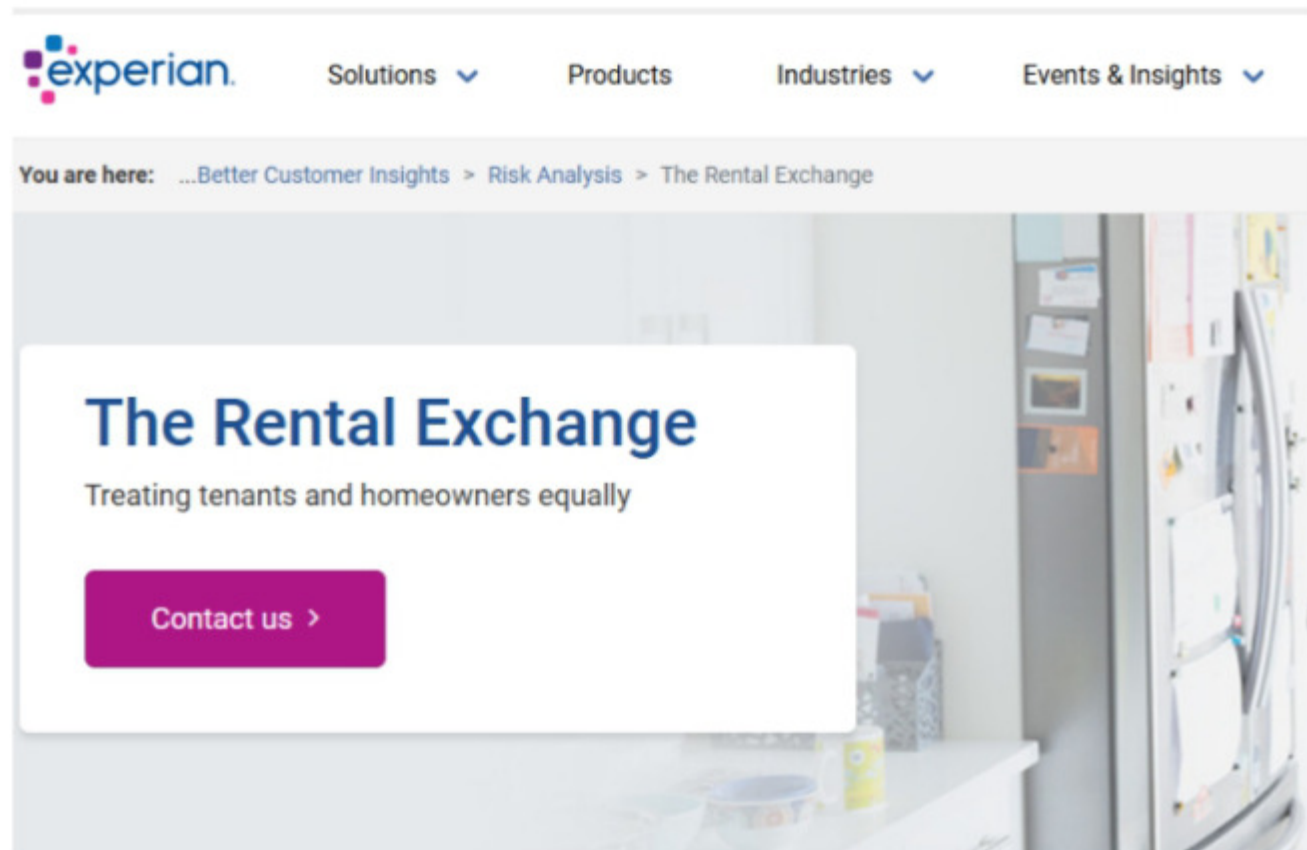 experian.
Solutions Products Industries Events & Insights
You are here: ...Better Customer Insights > Risk Analysis > The Rental Exchange
The Rental Exchange
Treating tenants and homeowners equally
Contact us >